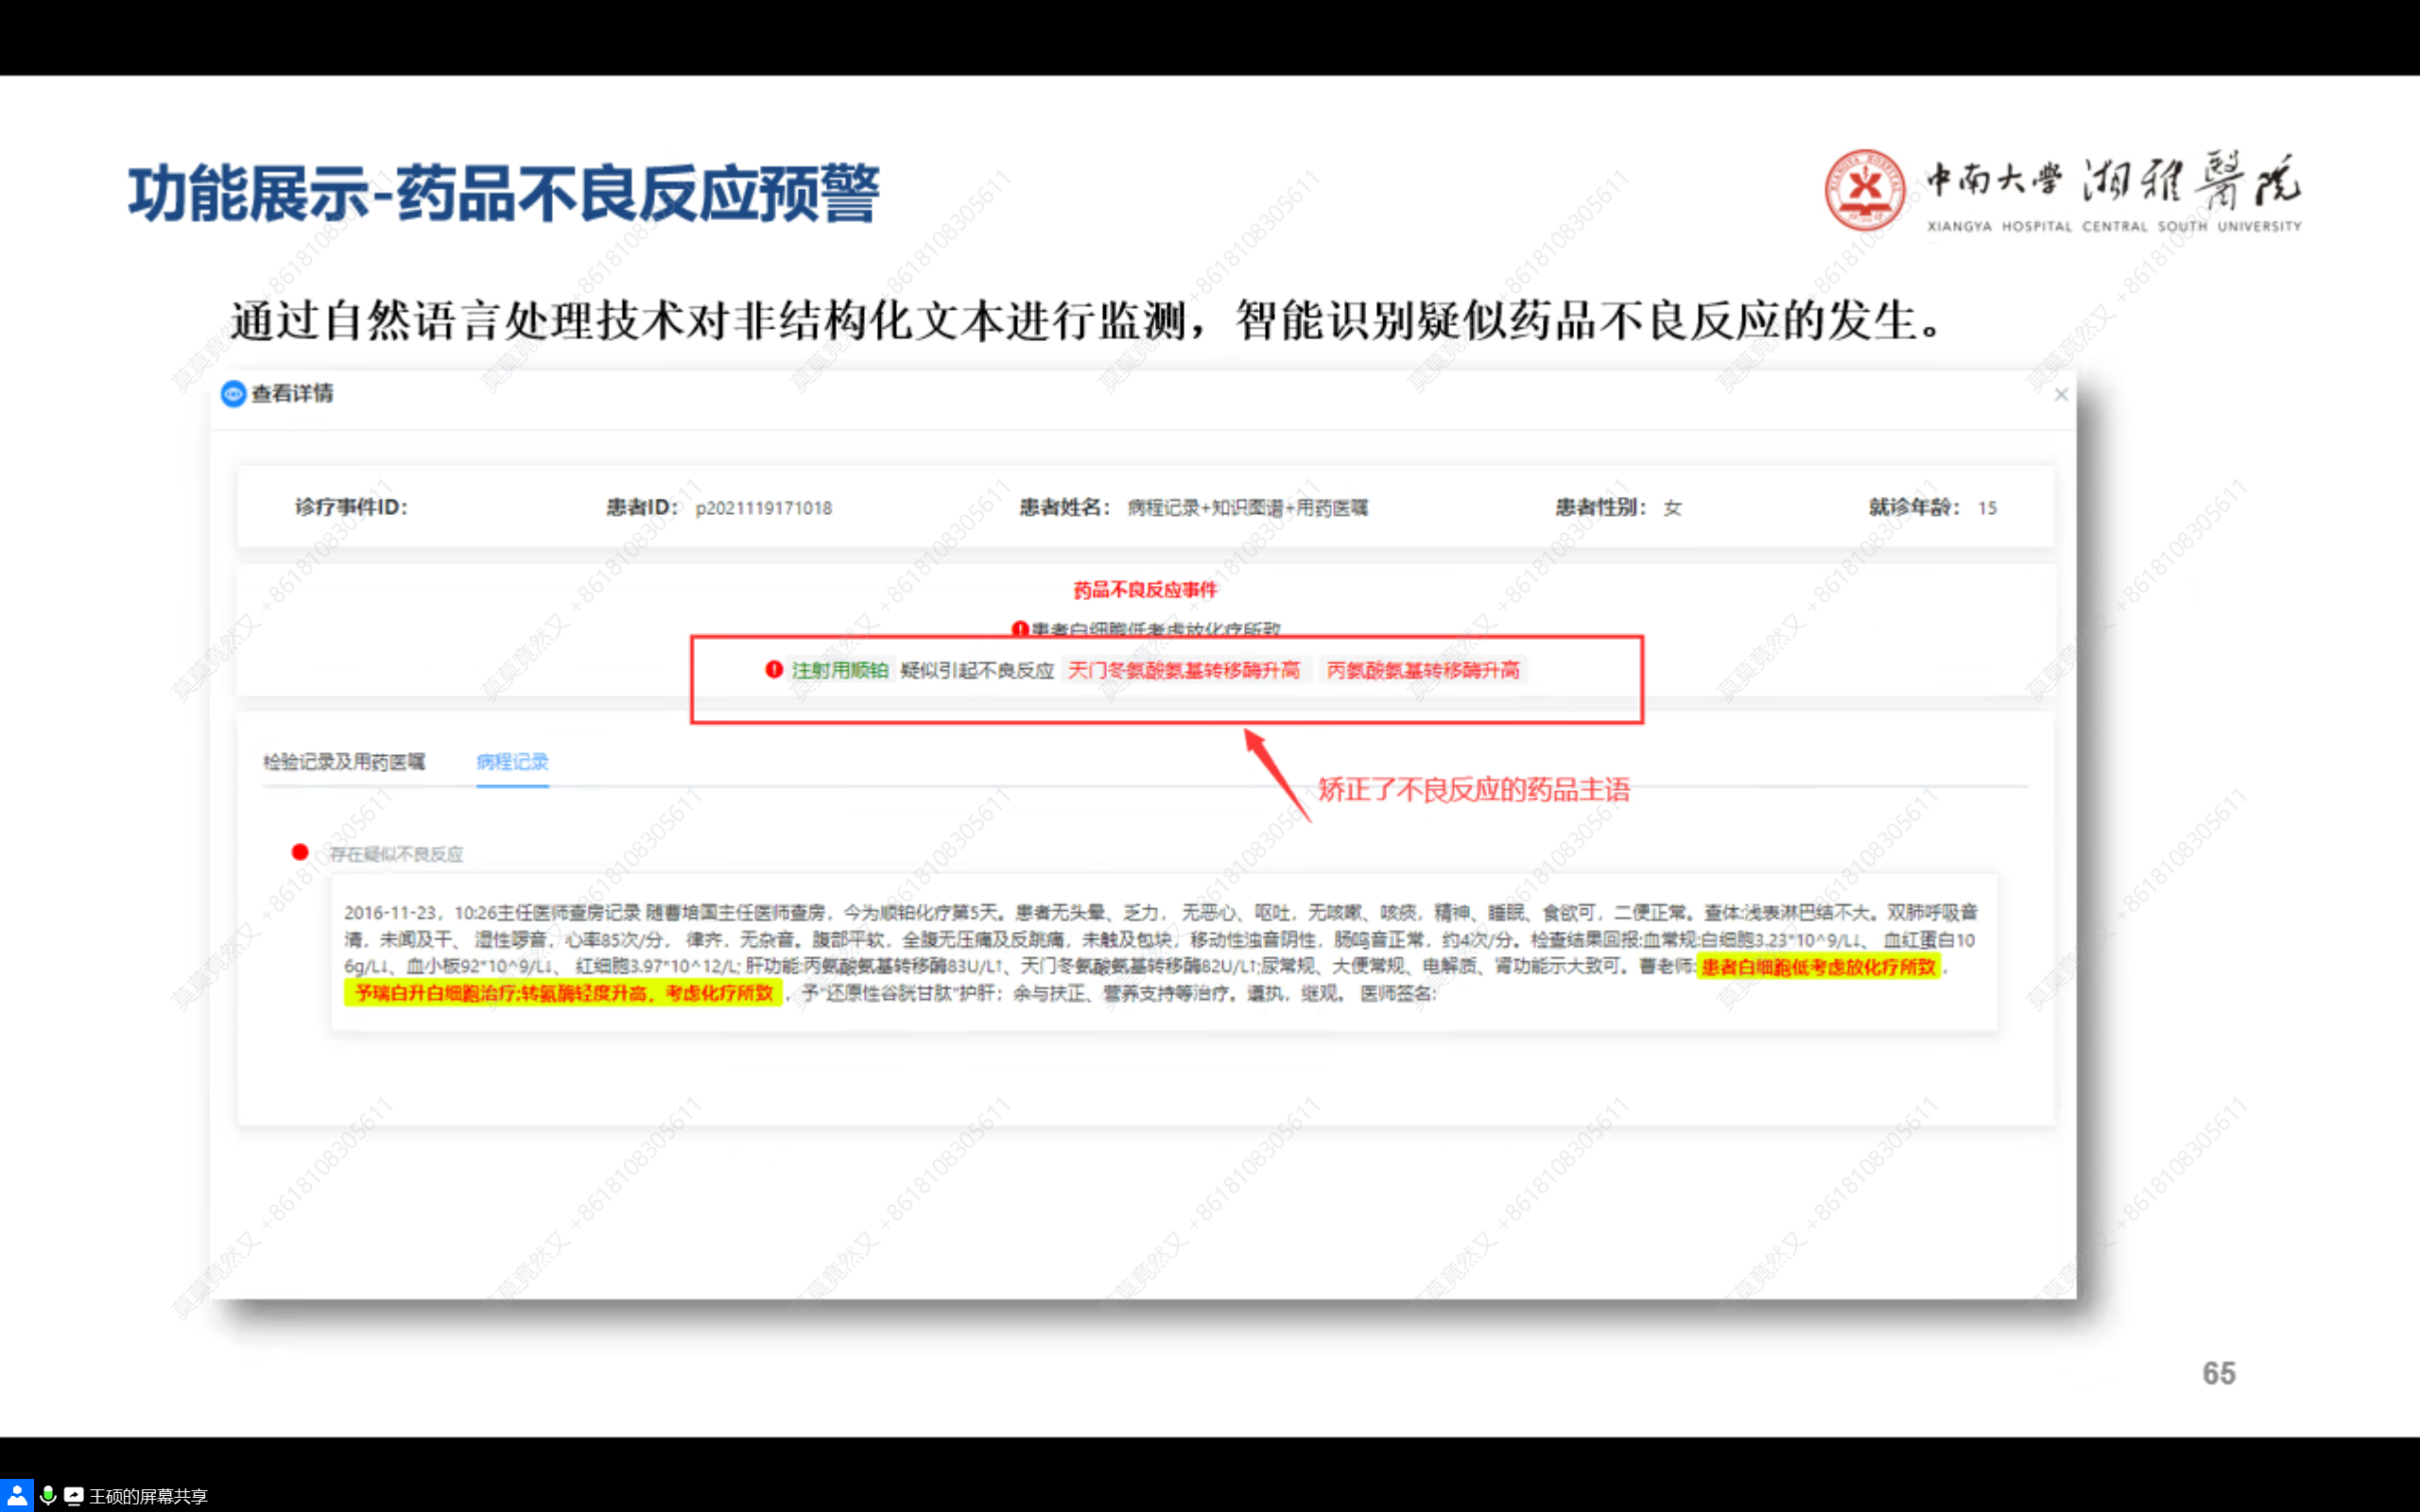 功能展示-药品不良反应预警
中南大学 湘雅醫院
XIANGYA HOSPITAL CENTRAL SOUTH UNIVERSITY
通过自然语言处理技术对非结构化文本进行监测，智能识别疑似药品不良反应的发生。
查看详情
诊疗事件ID： 患者ID： p2021119171018 患者姓名： 病程记录+知识图谱+用药医嘱 患者性别： 女 就诊年龄： 15
药品不良反应事件
患者白细胞低考虑放化疗所致
注射用顺铂 疑似引起不良反应 天门冬氨酸氨基转移酶升高 丙氨酸氨基转移酶升高
检验记录及用药医嘱 病程记录
矫正了不良反应的药品主语
存在疑似不良反应
2016-11-23，10:26主任医师查房记录 随曹培国主任医师查房，今为顺铂化疗第5天。患者无头晕、乏力， 无恶心、呕吐，无咳嗽、咳痰，精神、睡眠、食欲可，二便正常。查体:浅表淋巴结不大。双肺呼吸音
清，未闻及干、 湿性啰音，心率85次/分， 律齐，无杂音。腹部平软，全腹无压痛及反跳痛，未触及包块，移动性浊音阴性，肠鸣音正常，约4次/分。检查结果回报:血常规:白细胞3.23*10^9/L↓、 血红蛋白10
6g/L↓、血小板92*10^9/L↓、 红细胞3.97*10^12/L; 肝功能:丙氨酸氨基转移酶83U/L↑、天门冬氨酸氨基转移酶82U/L↑;尿常规、大便常规、电解质、肾功能示大致可。曹老师:患者白细胞低考虑放化疗所致，
予瑞白升白细胞治疗;转氨酶轻度升高，考虑化疗所致，予"还原性谷胱甘肽"护肝；余与扶正、营养支持等治疗。遵执，继观。 医师签名:
65
莫莫竟然又 +8618108305611
王硕的屏幕共享